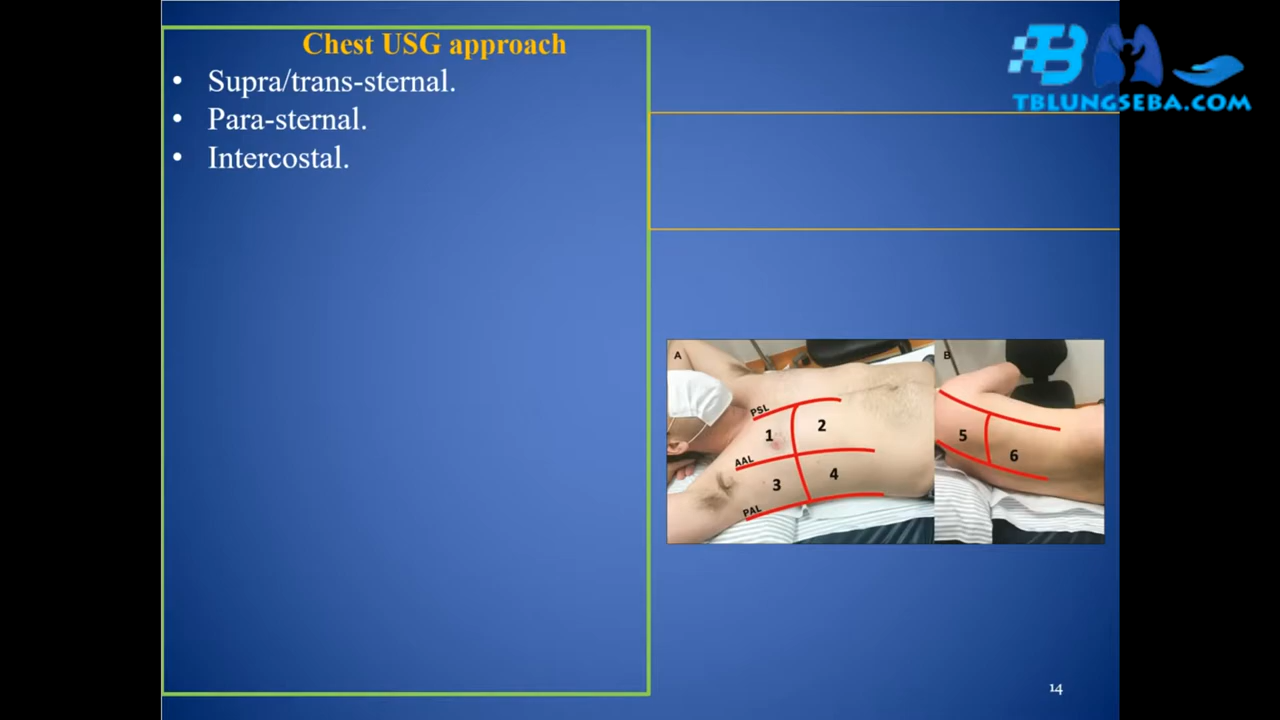 Chest USG approach
• Supra/trans-sternal.
• Para-sternal.
• Intercostal.
TB
TBLUNGSEBA.COM
A
B
PSL
1
2
AAL
3
4
PAL
5
6
14